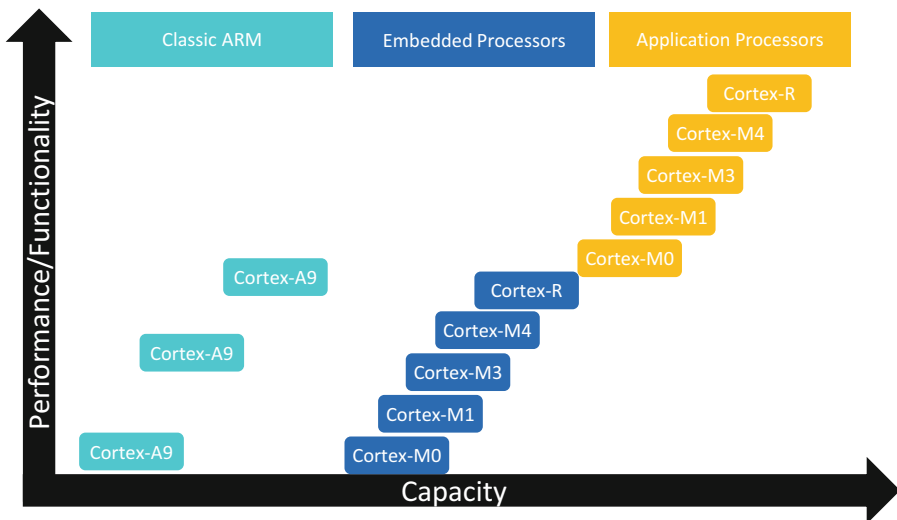 Classic ARM
Embedded Processors
Application Processors
Performance/Functionality
Cortex-R
Cortex-M4
Cortex-M3
Cortex-M1
Cortex-M0
Cortex-A9
Cortex-R
Cortex-M4
Cortex-A9
Cortex-M3
Cortex-M1
Cortex-A9
Cortex-M0
Capacity